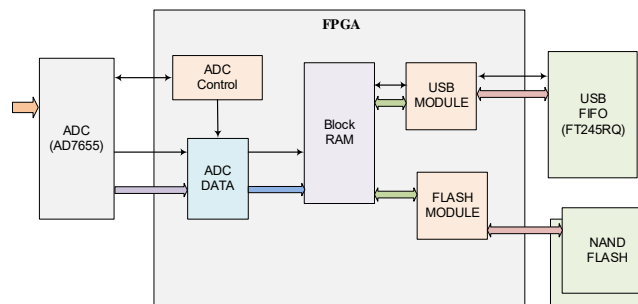 FPGA
ADC
Control
ADC
(AD7655)
ADC
DATA
Block
RAM
USB
MODULE
FLASH
MODULE
USB
FIFO
(FT245RQ)
NAND
FLASH